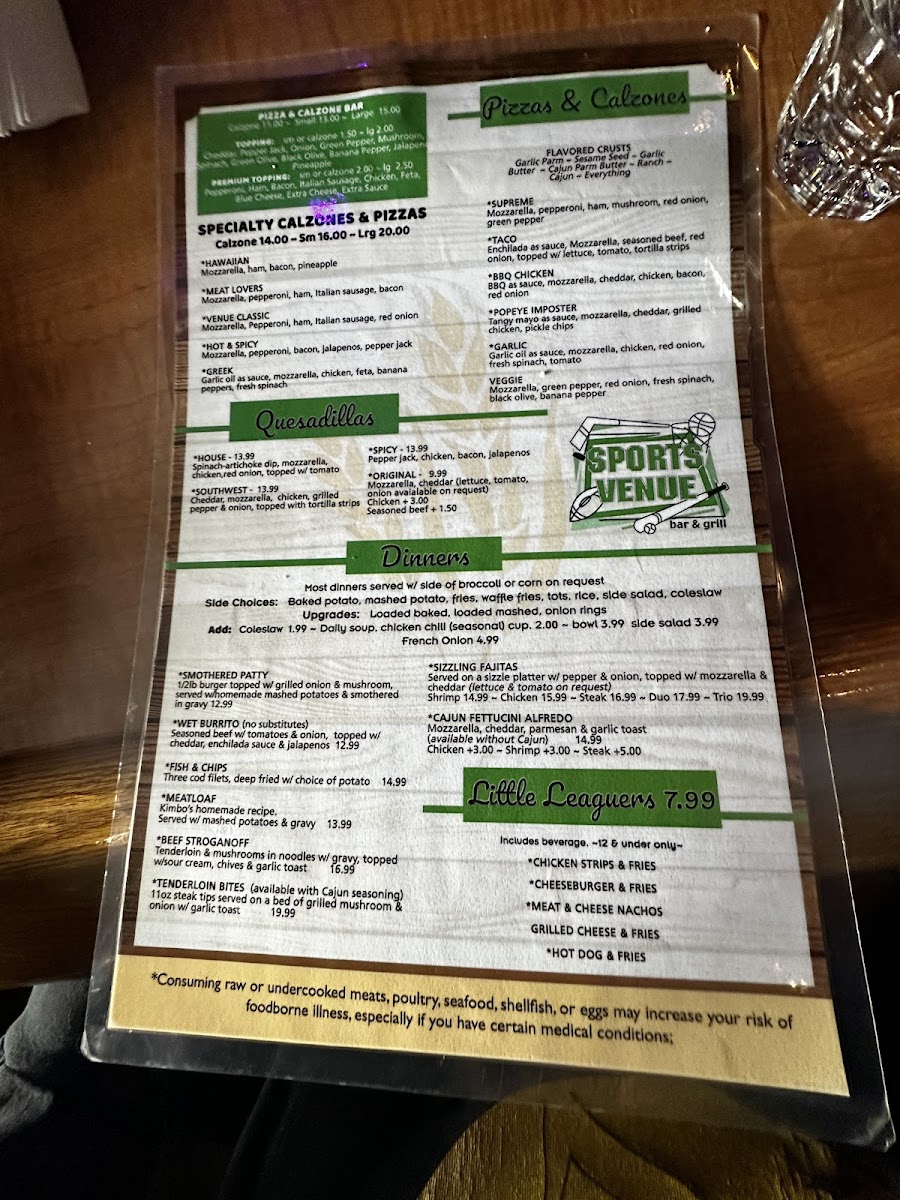 PIZZA & CALZONE BAR
Calzone 11.00 ~ Small 13.00 ~ Large 15.00
TOPPING: sm or calzone 1.50 ~ lg 2.00
Cheddar, Pepper Jack, Onion, Green Pepper, Mushroom,
Spinach, Green Olive, Black Olive, Banana Pepper, Jalapeno
Pineapple
PREMIUM TOPPING: sm or calzone 2.00 ~ lg 2.50
Pepperoni, Ham, Bacon, Italian Sausage, Chicken, Feta,
Blue Cheese, Extra Cheese, Extra Sauce
SPECIALTY CALZONES & PIZZAS
Calzone 14.00 ~ Sm 16.00 ~ Lrg 20.00
*HAWAIIAN
Mozzarella, ham, bacon, pineapple
*MEAT LOVERS
Mozzarella, pepperoni, ham, Italian sausage, bacon
*VENUE CLASSIC
Mozzarella, Pepperoni, ham, Italian sausage, red onion
*HOT & SPICY
Mozzarella, pepperoni, bacon, jalapenos, pepper jack
*GREEK
Garlic oil as sauce, mozzarella, chicken, feta, banana
peppers, fresh spinach
Pizzas & Calzones
FLAVORED CRUSTS
Garlic Parm ~ Sesame Seed ~ Garlic
Butter ~ Cajun Parm Butter ~ Ranch ~
Cajun ~ Everything
*SUPREME
Mozzarella, pepperoni, ham, mushroom, red onion,
green pepper
*TACO
Enchilada as sauce, Mozzarella, seasoned beef, red
onion, topped w/ lettuce, tomato, tortilla strips
*BBQ CHICKEN
BBQ as sauce, mozzarella, cheddar, chicken, bacon,
red onion
*POPEYE IMPOSTER
Tangy mayo as sauce, mozzarella, cheddar, grilled
chicken, pickle chips
*GARLIC
Garlic oil as sauce, mozzarella, chicken, red onion,
fresh spinach, tomato
VEGGIE
Mozzarella, green pepper, red onion, fresh spinach,
black olive, banana pepper
Quesadillas
*HOUSE - 13.99
Spinach-artichoke dip, mozzarella,
chicken,red onion, topped w/ tomato
*SOUTHWEST - 13.99
Cheddar, mozzarella, chicken, grilled
pepper & onion, topped with tortilla strips
*SPICY - 13.99
Pepper jack, chicken, bacon, jalapenos
*ORIGINAL - 9.99
Mozzarella, cheddar (lettuce, tomato,
onion avaialable on request)
Chicken + 3.00
Seasoned beef + 1.50
SPORTS
VENUE
bar & grill
Dinners
Most dinners served w/ side of broccoli or corn on request
Side Choices: Baked potato, mashed potato, fries, waffle fries, tots, rice, side salad, coleslaw
Upgrades: Loaded baked, loaded mashed, onion rings
Add: Coleslaw 1.99 ~ Daily soup. chicken chili (seasonal) cup. 2.00 ~ bowl 3.99 side salad 3.99
French Onion 4.99
*SMOTHERED PATTY
1/2lb burger topped w/ grilled onion & mushroom,
served w/homemade mashed potatoes & smothered
in gravy 12.99
*WET BURRITO (no substitutes)
Seasoned beef w/ tomatoes & onion, topped w/
cheddar, enchilada sauce & jalapenos 12.99
*FISH & CHIPS
Three cod filets, deep fried w/ choice of potato 14.99
*MEATLOAF
Kimbo's homemade recipe.
Served w/ mashed potatoes & gravy 13.99
*BEEF STROGANOFF
Tenderloin & mushrooms in noodles w/ gravy, topped
w/sour cream, chives & garlic toast 16.99
*TENDERLOIN BITES (available with Cajun seasoning)
11oz steak tips served on a bed of grilled mushroom &
onion w/ garlic toast 19.99
*SIZZLING FAJITAS
Served on a sizzle platter w/ pepper & onion, topped w/ mozzarella &
cheddar (lettuce & tomato on request)
Shrimp 14.99 ~ Chicken 15.99 ~ Steak 16.99 ~ Duo 17.99 ~ Trio 19.99
*CAJUN FETTUCINI ALFREDO
Mozzarella, cheddar, parmesan & garlic toast
(available without Cajun) 14.99
Chicken +3.00 ~ Shrimp +3.00 ~ Steak +5.00
Little Leaguers 7.99
Includes beverage. ~12 & under only~
*CHICKEN STRIPS & FRIES
*CHEESEBURGER & FRIES
*MEAT & CHEESE NACHOS
GRILLED CHEESE & FRIES
*HOT DOG & FRIES
*Consuming raw or undercooked meats, poultry, seafood, shellfish, or eggs may increase your risk of
foodborne illness, especially if you have certain medical conditions;